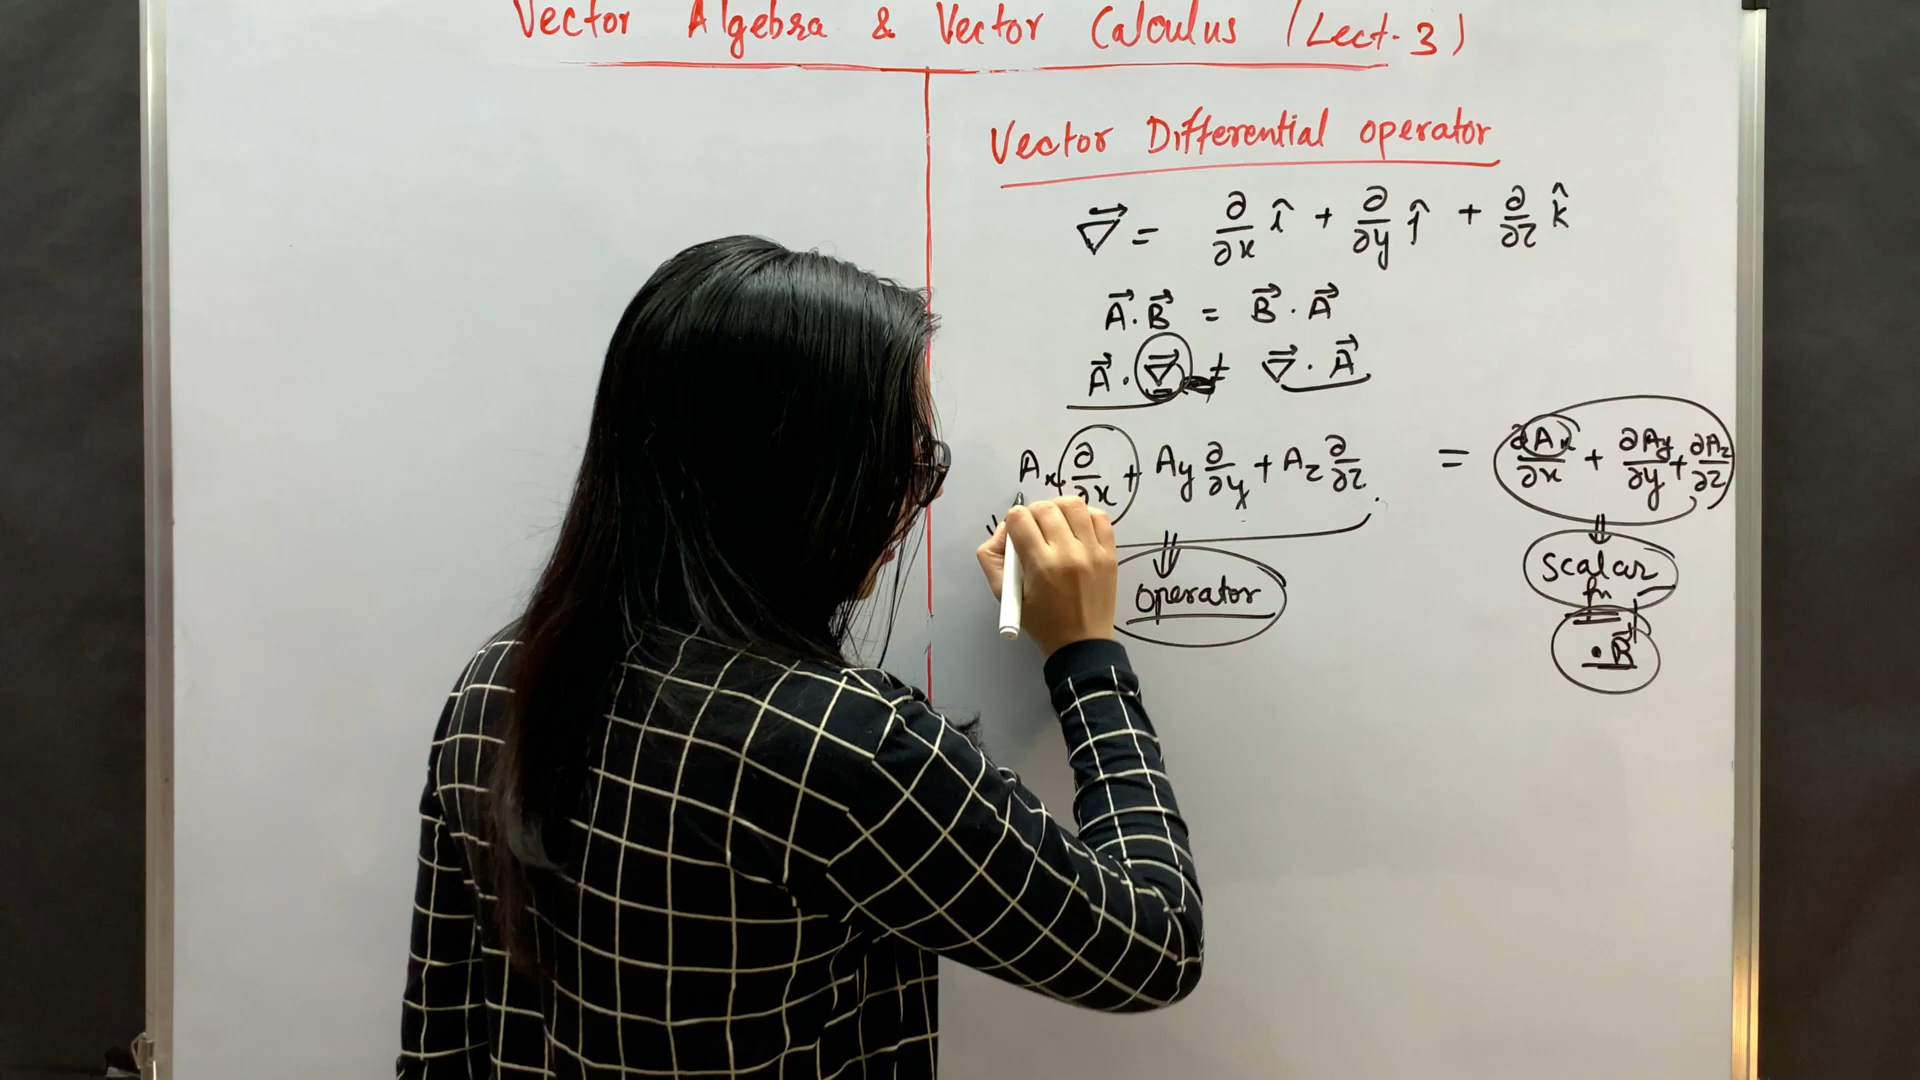 Vector Algebra & Vector Calculus (Lect-3)
Vector Differential operator
∇⃗ = ∂/∂x î + ∂/∂y ĵ + ∂/∂z k̂
A⃗ . B⃗ = B⃗ . A⃗
A⃗ . ∇⃗ ≠ ∇⃗ . A⃗
Ax ∂/∂x + Ay ∂/∂y + Az ∂/∂z = ∂Ax/∂x + ∂Ay/∂y + ∂Az/∂z
⇓ ⇓
operator scalar
fn
. B⃗